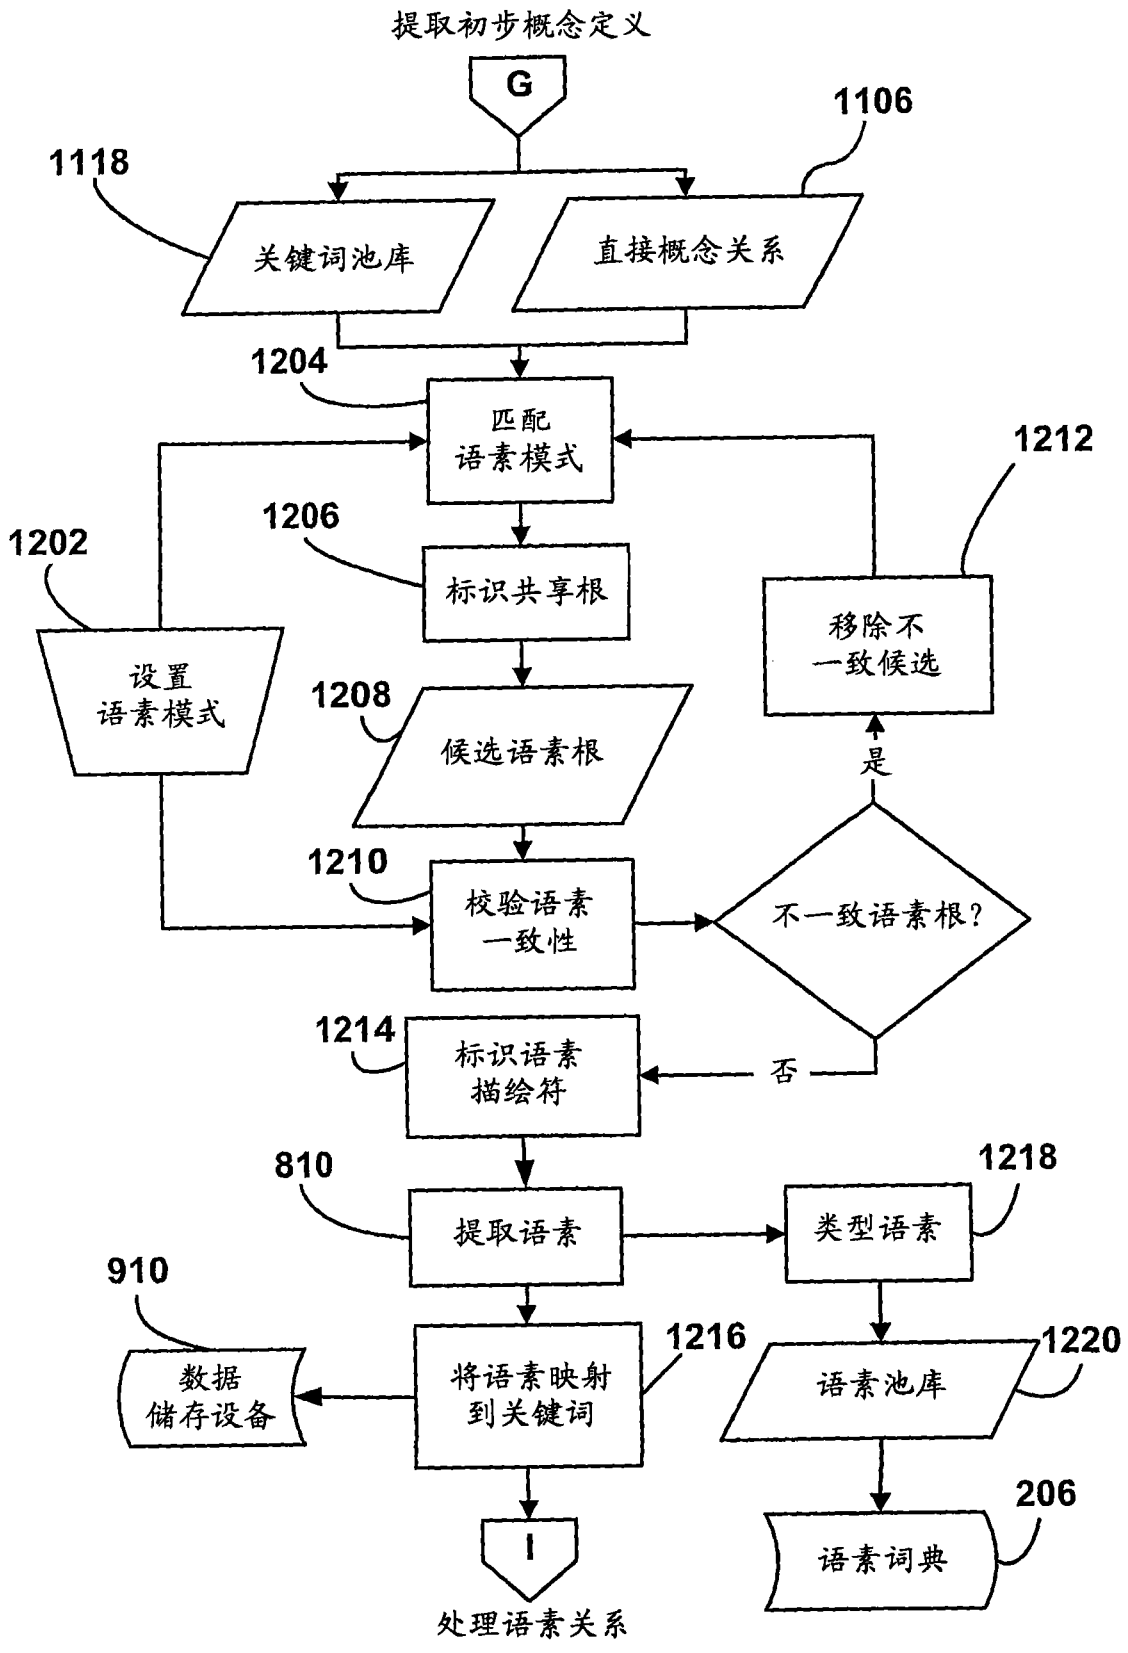 提取初步概念定义
G
1106
1118
关键词池库
直接概念关系
1204
匹配
语素模式
1212
1206
1202
标识共享根
移除不
一致候选
设置
语素模式
1208
候选语素根
是
1210
校验语素
一致性
不一致语素根?
1214
标识语素
描绘符
否
810
1218
提取语素
类型语素
910
1216
1220
数据
储存设备
将语素映射
到关键词
语素池库
206
I
语素词典
处理语素关系